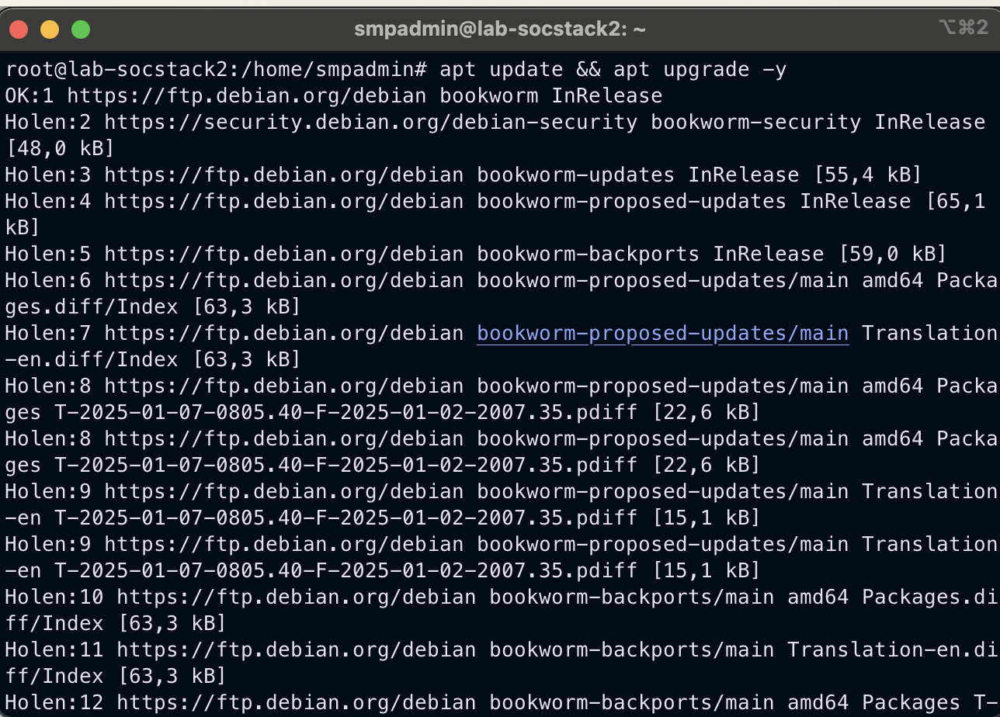 smpadmin@lab-socstack2: ~
⌥⌘2
root@lab-socstack2:/home/smpadmin# apt update && apt upgrade -y
OK:1 https://ftp.debian.org/debian bookworm InRelease
Holen:2 https://security.debian.org/debian-security bookworm-security InRelease
[48,0 kB]
Holen:3 https://ftp.debian.org/debian bookworm-updates InRelease [55,4 kB]
Holen:4 https://ftp.debian.org/debian bookworm-proposed-updates InRelease [65,1
kB]
Holen:5 https://ftp.debian.org/debian bookworm-backports InRelease [59,0 kB]
Holen:6 https://ftp.debian.org/debian bookworm-proposed-updates/main amd64 Packa
ges.diff/Index [63,3 kB]
Holen:7 https://ftp.debian.org/debian bookworm-proposed-updates/main Translation
-en.diff/Index [63,3 kB]
Holen:8 https://ftp.debian.org/debian bookworm-proposed-updates/main amd64 Packa
ges T-2025-01-07-0805.40-F-2025-01-02-2007.35.pdiff [22,6 kB]
Holen:8 https://ftp.debian.org/debian bookworm-proposed-updates/main amd64 Packa
ges T-2025-01-07-0805.40-F-2025-01-02-2007.35.pdiff [22,6 kB]
Holen:9 https://ftp.debian.org/debian bookworm-proposed-updates/main Translation
-en T-2025-01-07-0805.40-F-2025-01-02-2007.35.pdiff [15,1 kB]
Holen:9 https://ftp.debian.org/debian bookworm-proposed-updates/main Translation
-en T-2025-01-07-0805.40-F-2025-01-02-2007.35.pdiff [15,1 kB]
Holen:10 https://ftp.debian.org/debian bookworm-backports/main amd64 Packages.di
ff/Index [63,3 kB]
Holen:11 https://ftp.debian.org/debian bookworm-backports/main Translation-en.di
ff/Index [63,3 kB]
Holen:12 https://ftp.debian.org/debian bookworm-backports/main amd64 Packages T-